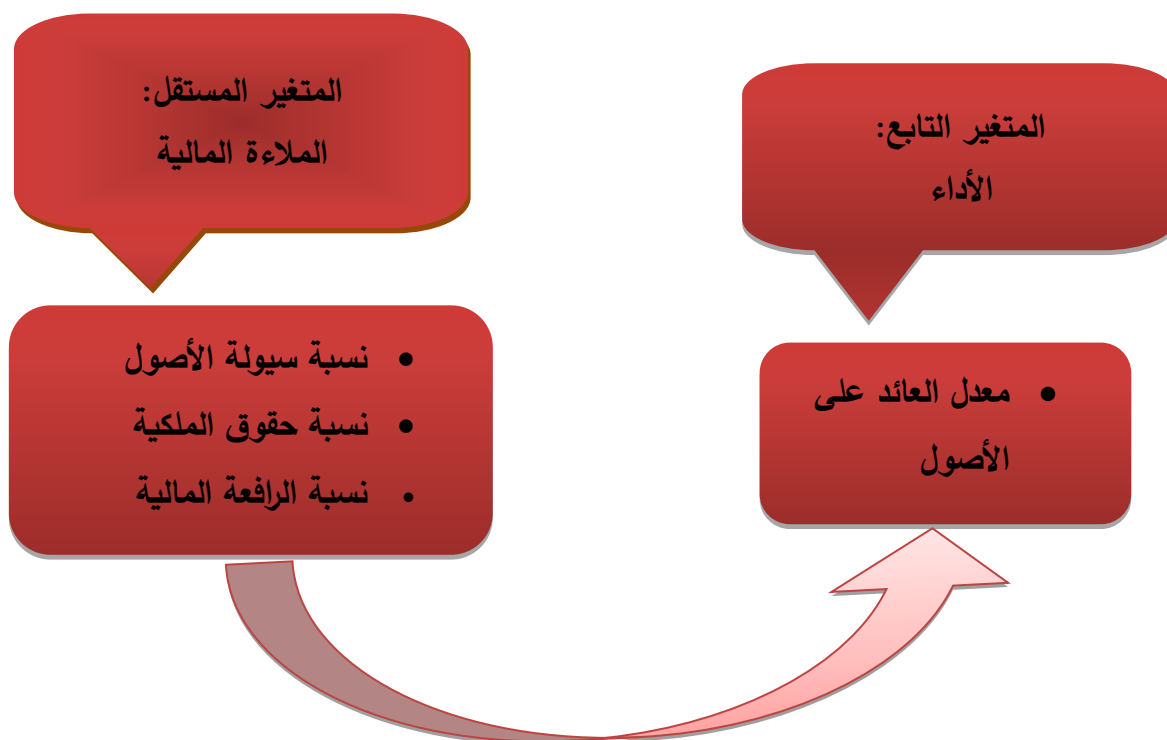 المتغير المستقل:
الملاءة المالية
المتغير التابع:
الأداء
• نسبة سيولة الأصول
• نسبة حقوق الملكية
• نسبة الرافعة المالية
• معدل العائد على
الأصول